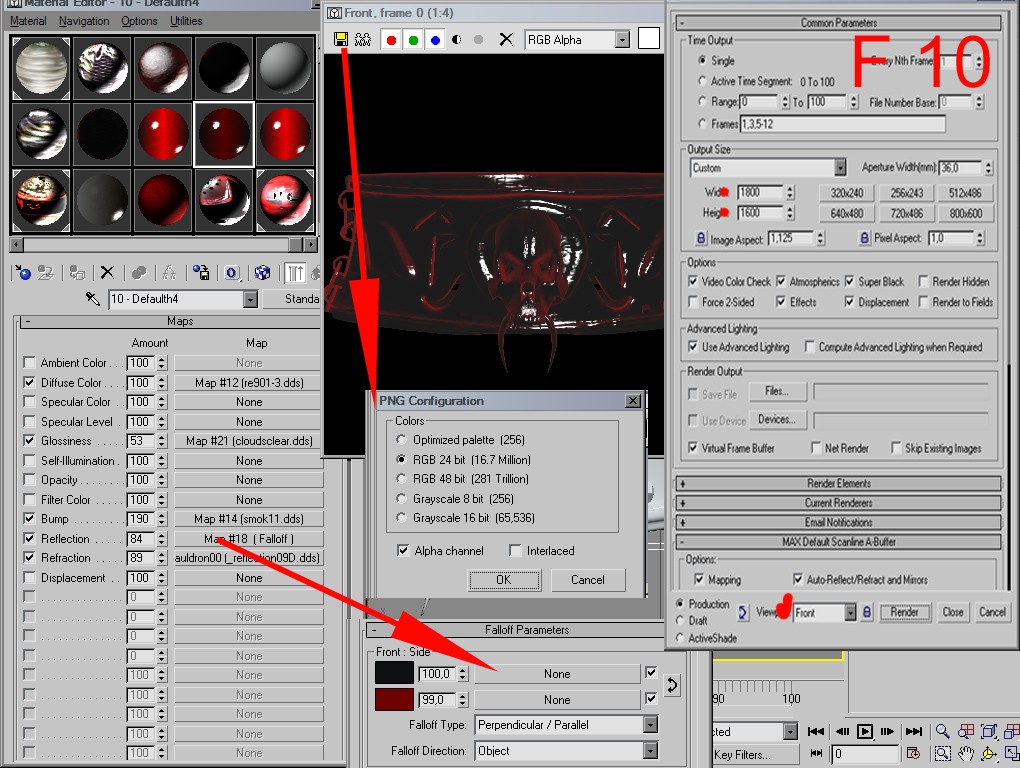 Material Editor - 10 - Defaulth4
Material Navigation Options Utilities
10 - Defaulth4
Standa
- Maps
Amount Map
Ambient Color . . . 100 None
Diffuse Color . . . . 100 Map #12 (re901-3.dds)
Specular Color . . 100 None
Specular Level . 100 None
Glossiness . . . . . 53 Map #21 (cloudsclear.dds)
Self-Illumination . 100 None
Opacity . . . . . . . . 100 None
Filter Color . . . . . 100 None
Bump . . . . . . . . . 190 Map #14 (smok11.dds)
Reflection . . . . . . 84 Map #18 ( Falloff )
Refraction . . . . . 89 auldron00 (_reflection09D.dds)
Displacement . . 100 None
. . . . . . . . . . . . . . 0 None
. . . . . . . . . . . . . . 0 None
. . . . . . . . . . . . . . 0 None
. . . . . . . . . . . . . . 0 None
. . . . . . . . . . . . . . 100 None
. . . . . . . . . . . . . . 100 None
. . . . . . . . . . . . . . 100 None
. . . . . . . . . . . . . . 100 None
. . . . . . . . . . . . . . 100 None
Front, frame 0 (1:4)
RGB Alpha
PNG Configuration
Colors
Optimized palette (256)
RGB 24 bit (16.7 Million)
RGB 48 bit (281 Trillion)
Grayscale 8 bit (256)
Grayscale 16 bit (65,536)
Alpha channel Interlaced
OK Cancel
- Falloff Parameters
Front : Side
100,0 None
99,0 None
Falloff Type: Perpendicular / Parallel
Falloff Direction: Object
- Common Parameters
F 10
Time Output
Single Every Nth Frame: 1
Active Time Segment: 0 To 100
Range: 0 To 100 File Number Base: 0
Frames 1,3,5-12
Output Size
Custom Aperture Width(mm): 36,0
Width 1800 320x240 256x243 512x486
Height 1600 640x480 720x486 800x600
Image Aspect: 1,125 Pixel Aspect: 1,0
Options
Video Color Check Atmospherics Super Black Render Hidden
Force 2-Sided Effects Displacement Render to Fields
Advanced Lighting
Use Advanced Lighting Compute Advanced Lighting when Required
Render Output
Save File Files...
Use Device Devices...
Virtual Frame Buffer Net Render Skip Existing Images
+ Render Elements
+ Current Renderers
+ Email Notifications
- MAX Default Scanline A-Buffer
Options:
Mapping Auto-Reflect/Refract and Mirrors
Production
Draft
ActiveShade
Front Render Close Cancel
90 100
cted
Key Filters...
0